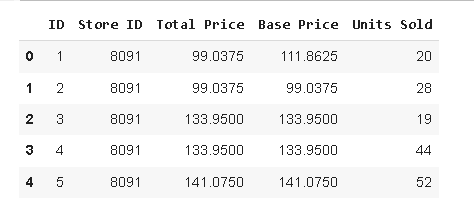 ID Store ID Total Price Base Price Units Sold
0 1 8091 99.0375 111.8625 20
1 2 8091 99.0375 99.0375 28
2 3 8091 133.9500 133.9500 19
3 4 8091 133.9500 133.9500 44
4 5 8091 141.0750 141.0750 52